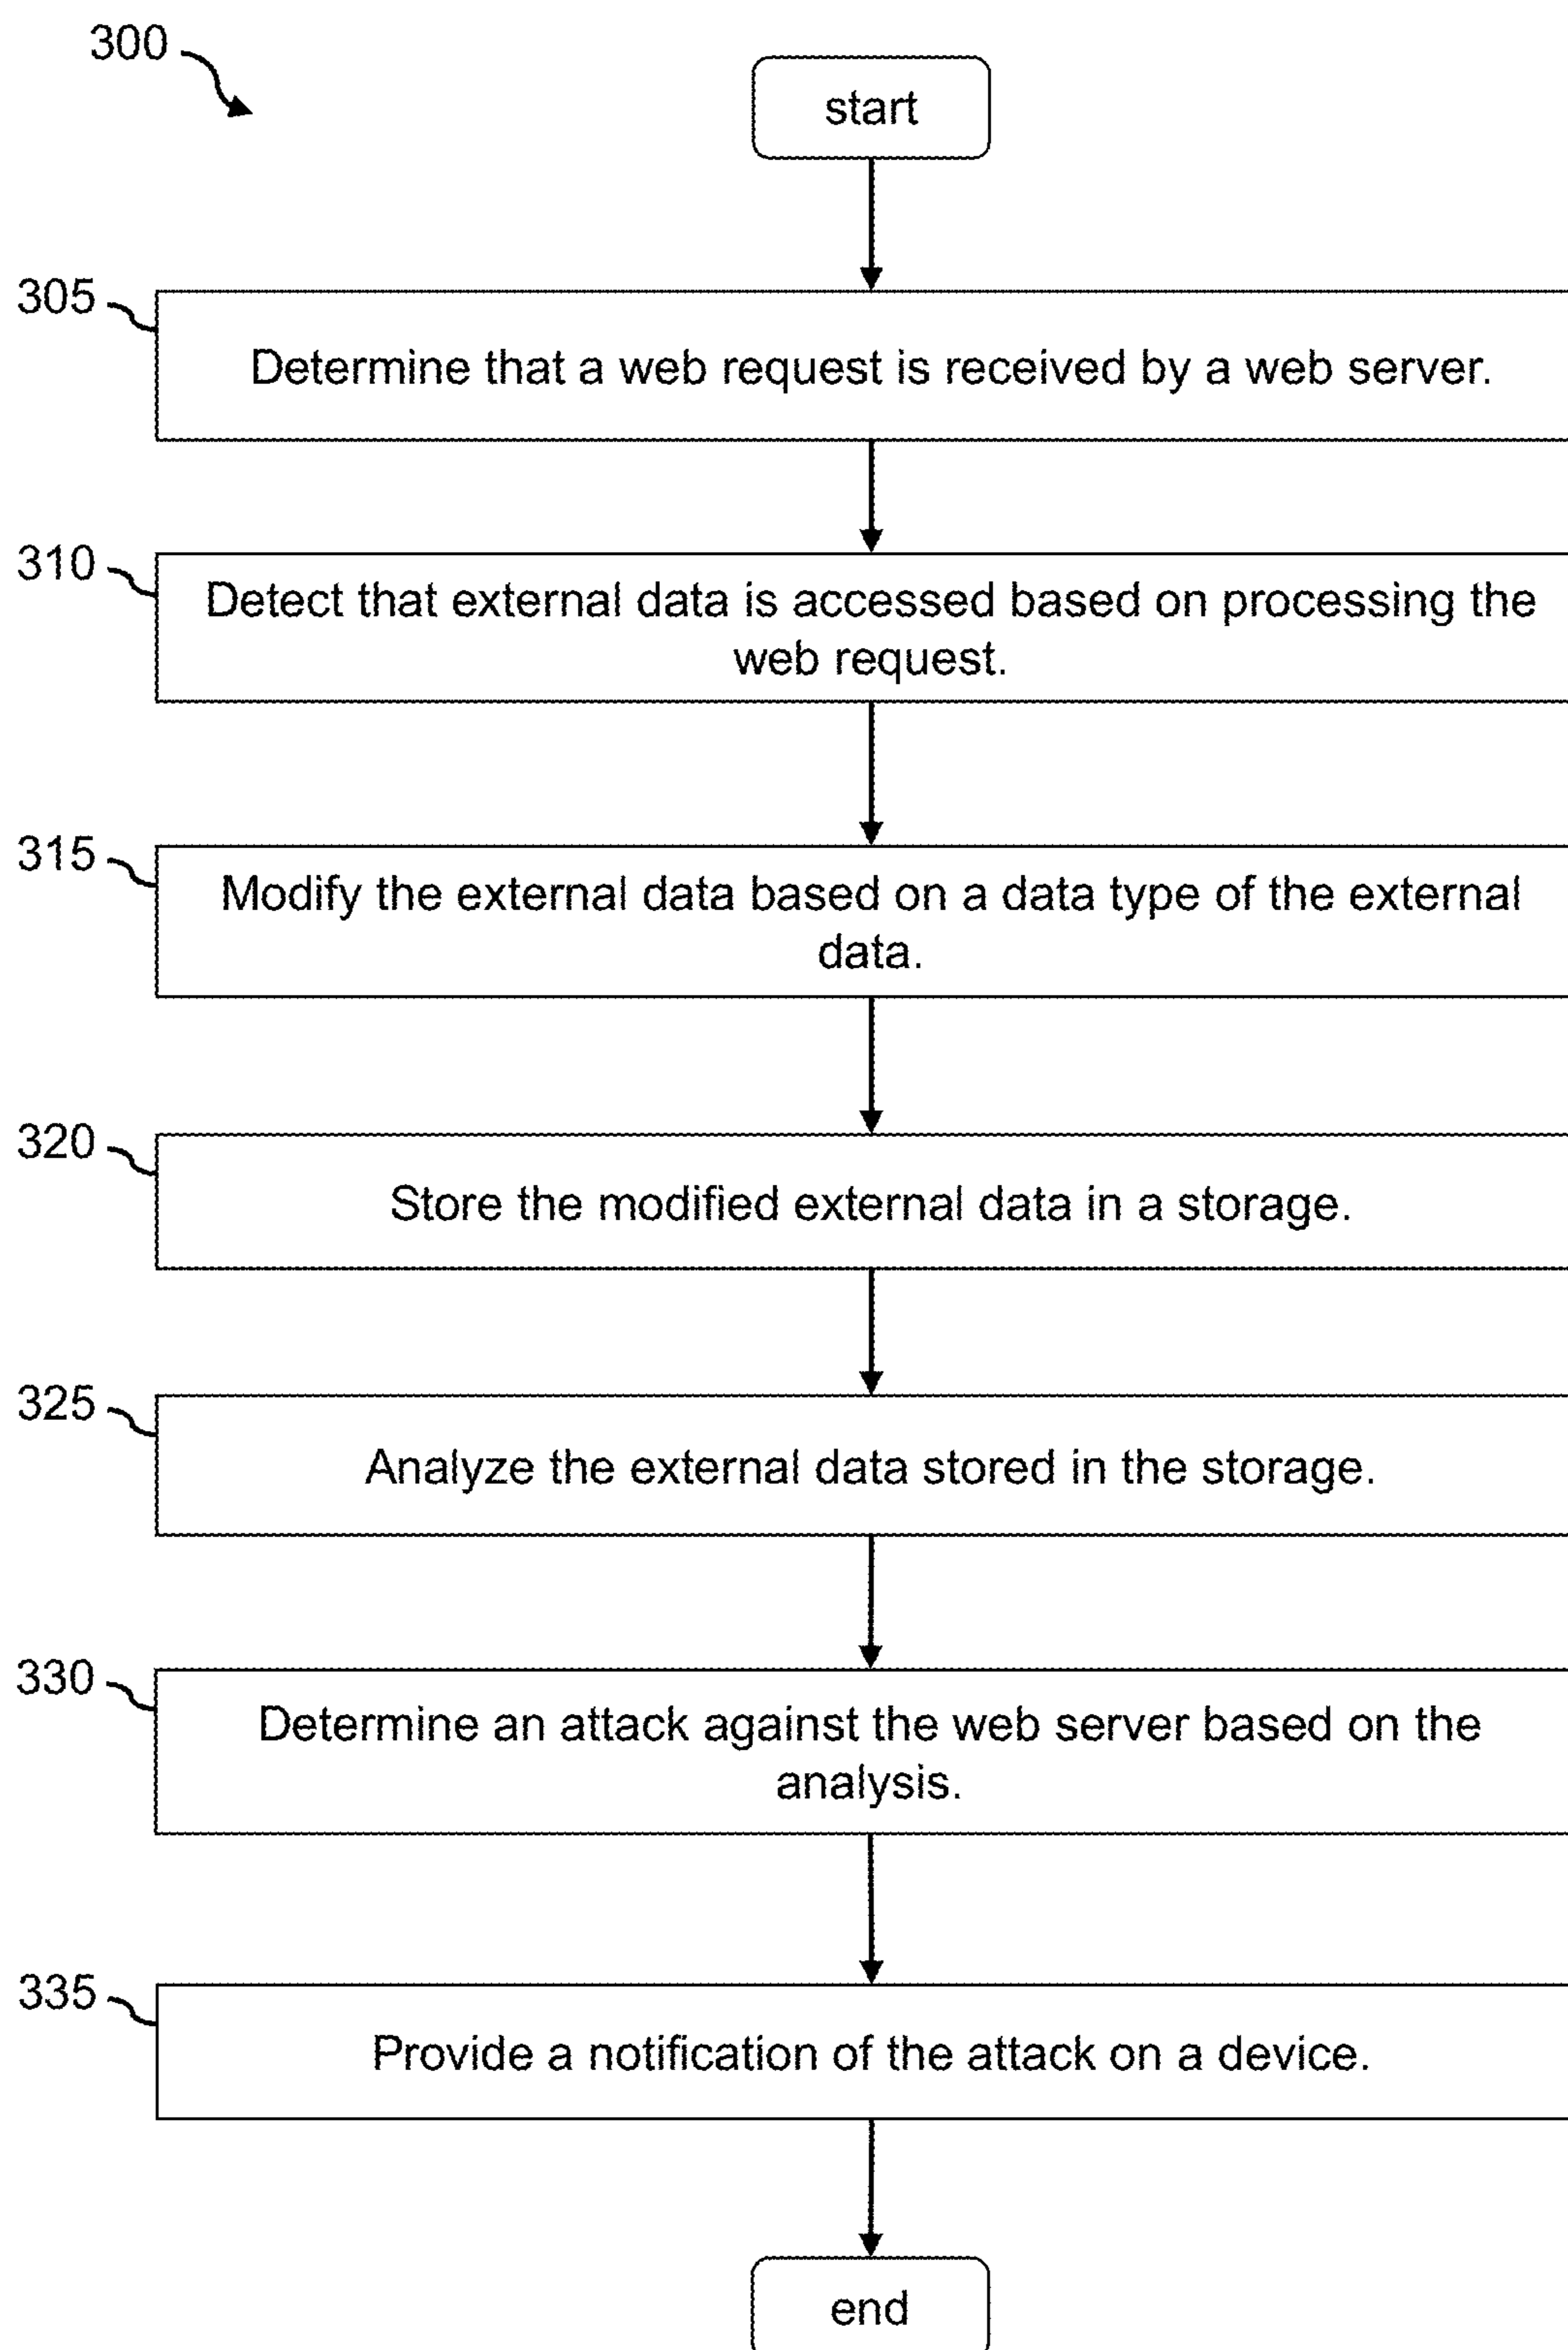 300
start
305
Determine that a web request is received by a web server.
310
Detect that external data is accessed based on processing the
web request.
315
Modify the external data based on a data type of the external
data.
320
Store the modified external data in a storage.
325
Analyze the external data stored in the storage.
330
Determine an attack against the web server based on the
analysis.
335
Provide a notification of the attack on a device.
end